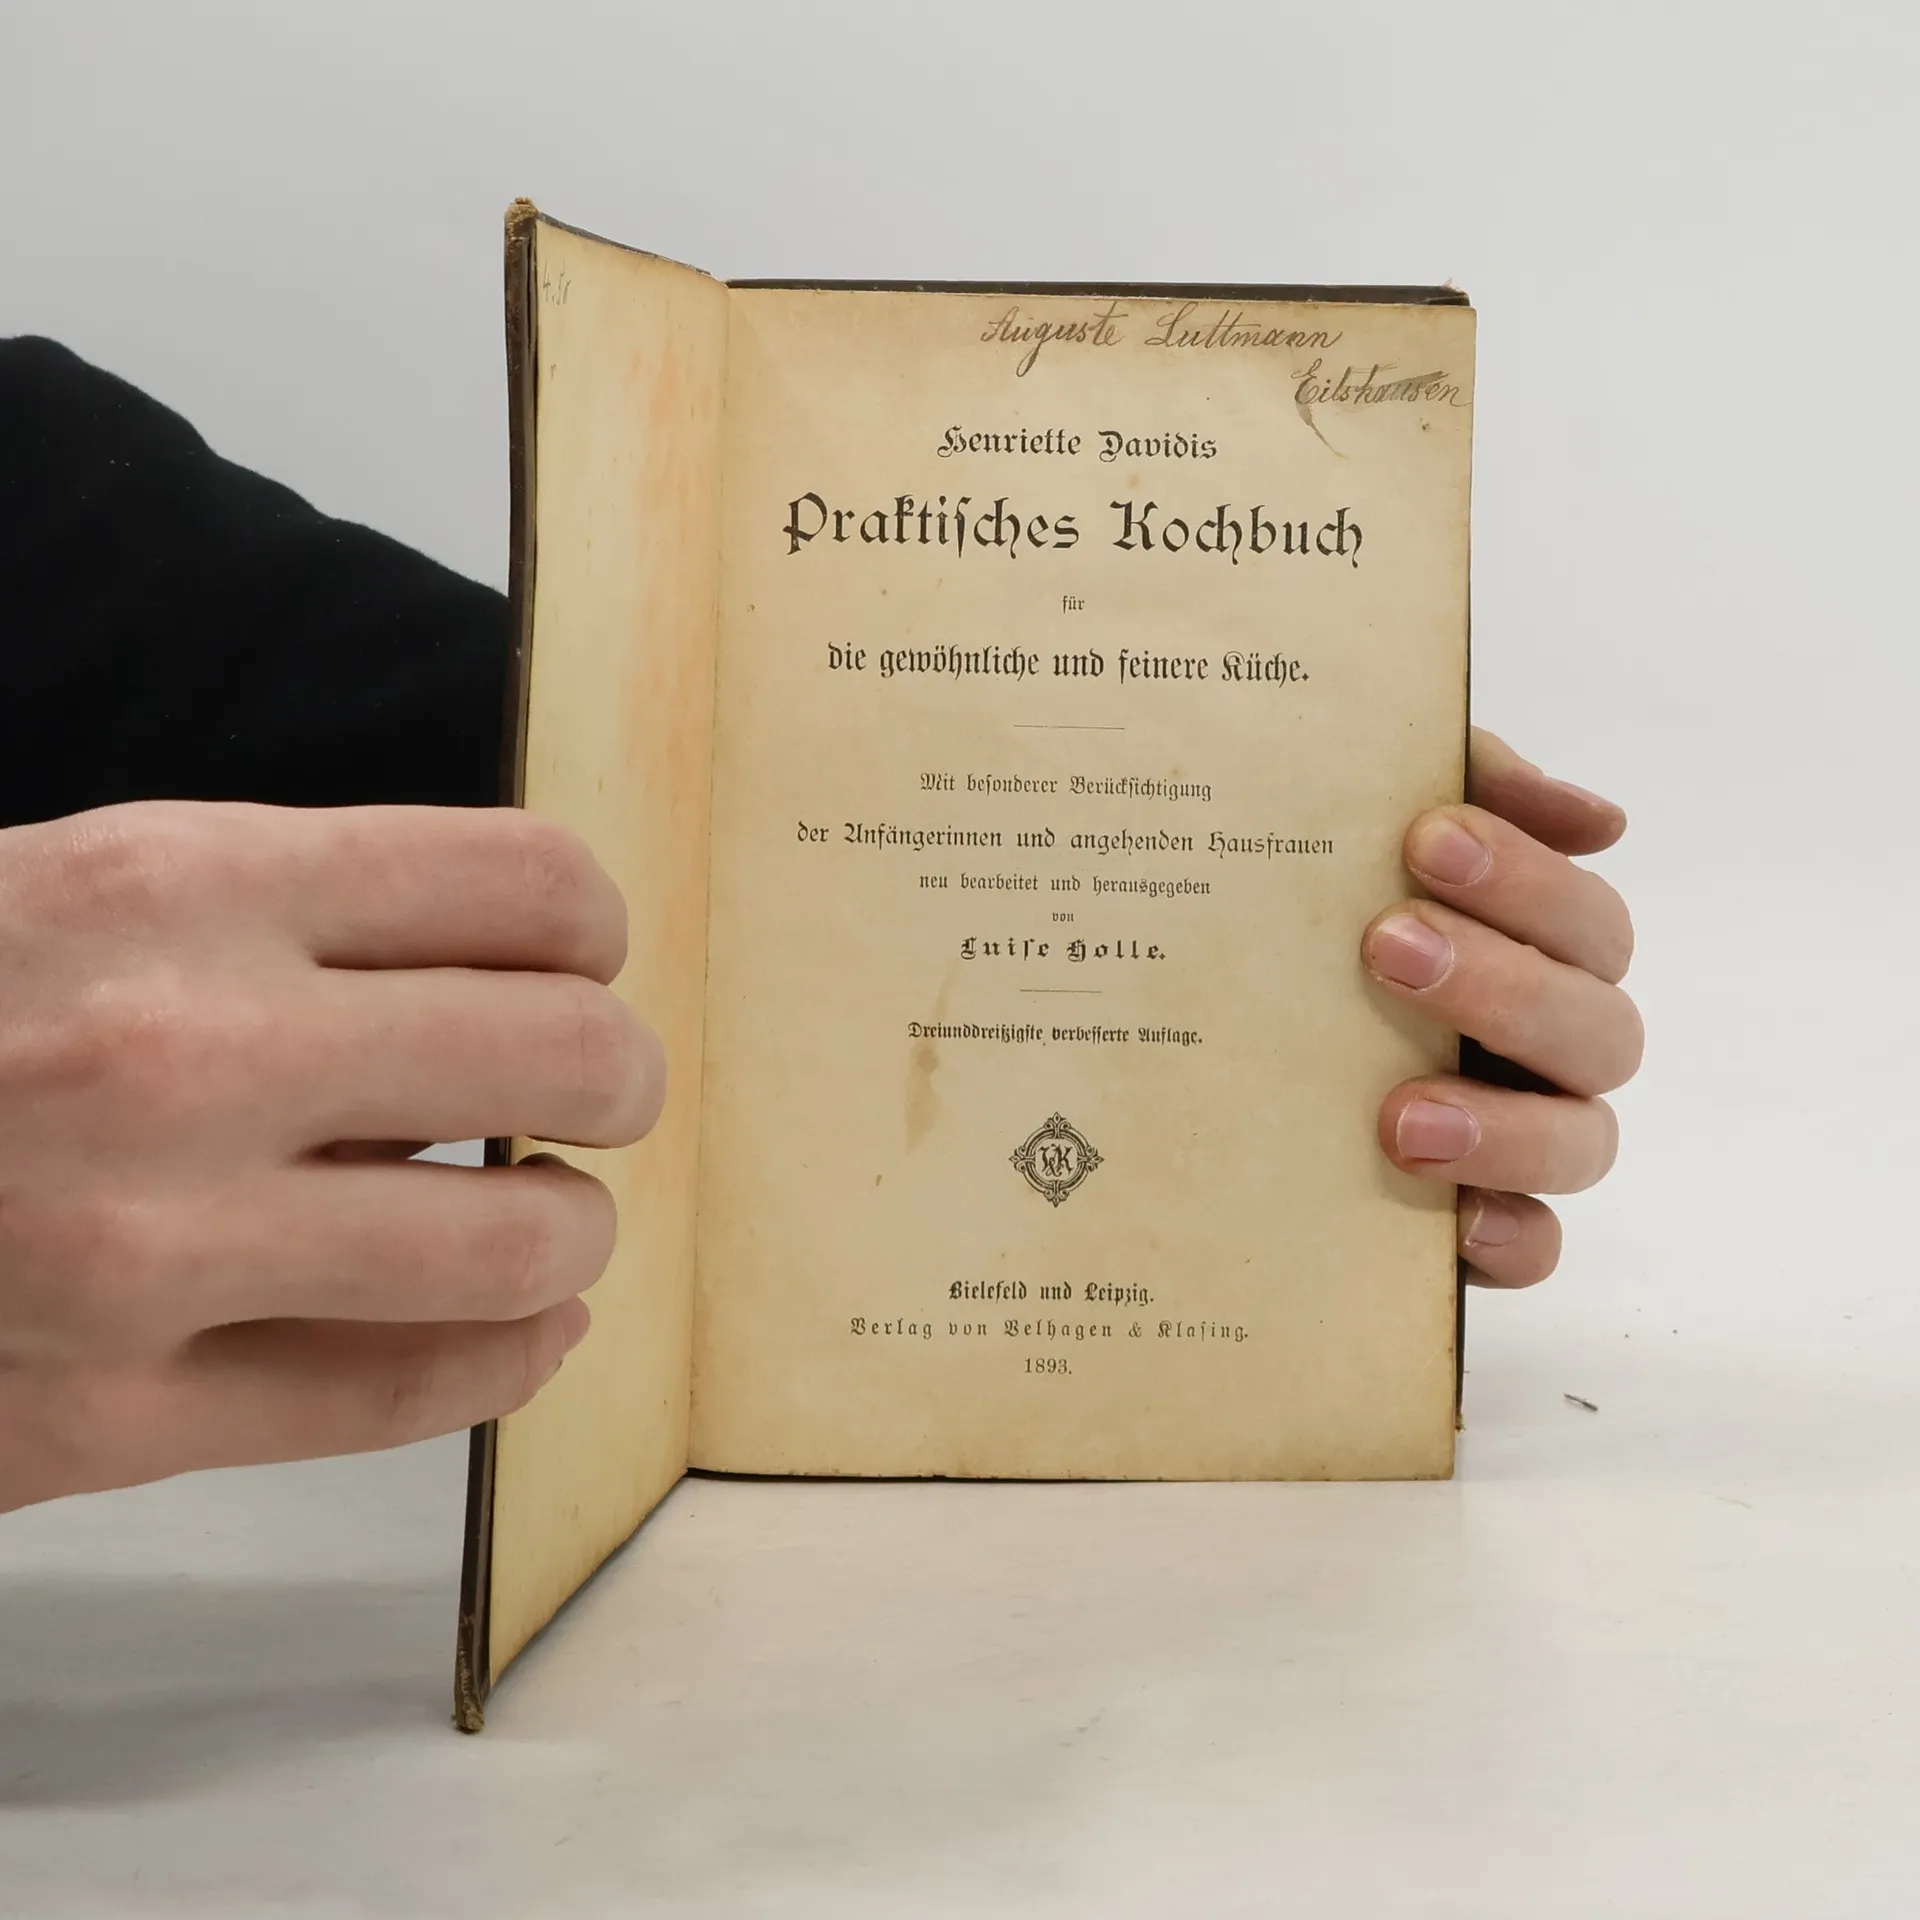 4.50
Auguste Luttmann
Eilshausen
Henriette Davidis
Praktisches Kochbuch
für
die gewöhnliche und feinere Küche.
Mit besonderer Berücksichtigung
der Anfängerinnen und angehenden Hausfrauen
neu bearbeitet und herausgegeben
von
Luise Holle.
Dreiunddreißigste verbesserte Auflage.
V&K
Bielefeld und Leipzig.
Verlag von Velhagen & Klasing.
1893.